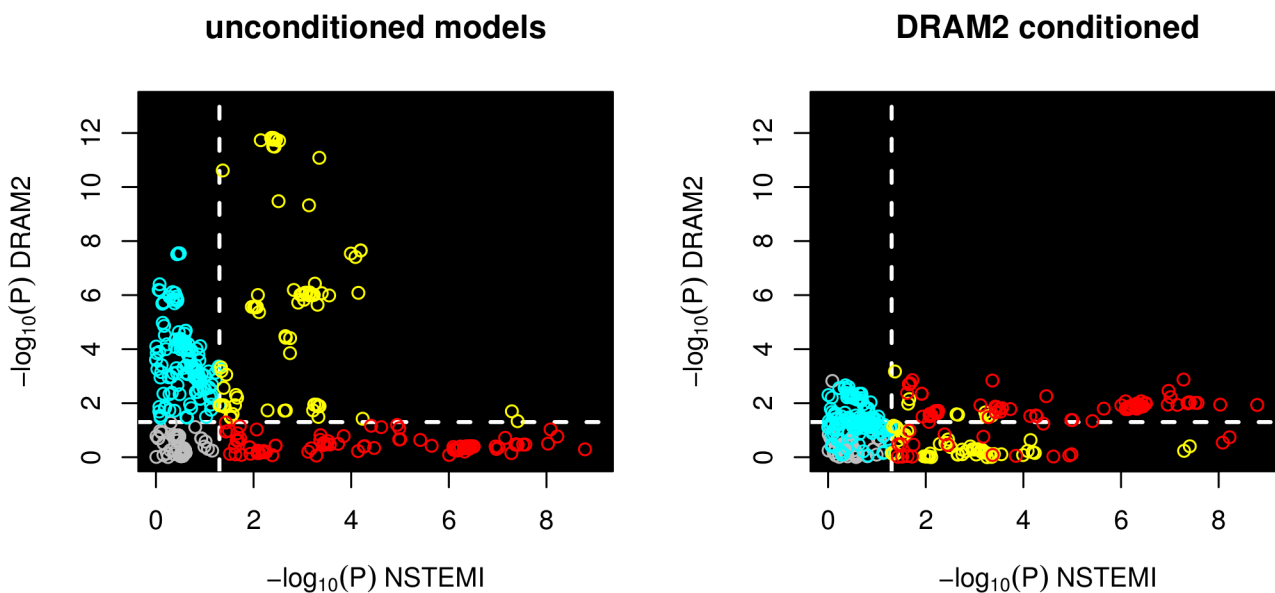 unconditioned models
−log10(P) DRAM2
12
10
8
6
4
2
0
0 2 4 6 8
−log10(P) NSTEMI
DRAM2 conditioned
−log10(P) DRAM2
12
10
8
6
4
2
0
0 2 4 6 8
−log10(P) NSTEMI